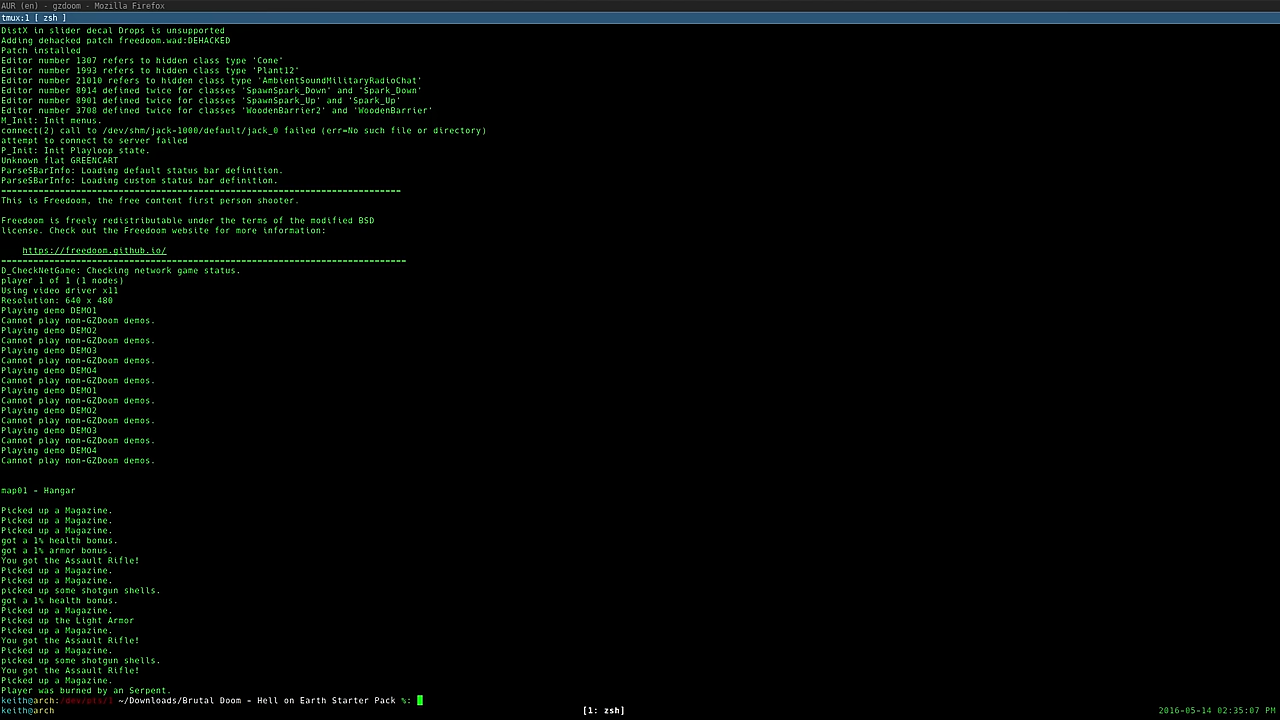 AUR (en) - gzdoom - Mozilla Firefox
tmux:1 [ zsh ]
DistX in slider decal Drops is unsupported
Adding dehacked patch freedoom.wad:DEHACKED
Patch installed
Editor number 1307 refers to hidden class type 'Cone'
Editor number 1993 refers to hidden class type 'Plant12'
Editor number 21010 refers to hidden class type 'AmbientSoundMilitaryRadioChat'
Editor number 8914 defined twice for classes 'SpawnSpark_Down' and 'Spark_Down'
Editor number 8901 defined twice for classes 'SpawnSpark_Up' and 'Spark_Up'
Editor number 3708 defined twice for classes 'WoodenBarrier2' and 'WoodenBarrier'
M_Init: Init menus.
connect(2) call to /dev/shm/jack-1000/default/jack_0 failed (err=No such file or directory)
attempt to connect to server failed
P_Init: Init Playloop state.
Unknown flat GREENCART
ParseSBarInfo: Loading default status bar definition.
ParseSBarInfo: Loading custom status bar definition.
===========================================================================
This is Freedoom, the free content first person shooter.
Freedoom is freely redistributable under the terms of the modified BSD
license. Check out the Freedoom website for more information:
https://freedoom.github.io/
============================================================================
D_CheckNetGame: Checking network game status.
player 1 of 1 (1 nodes)
Using video driver x11
Resolution: 640 x 480
Playing demo DEMO1
Cannot play non-GZDoom demos.
Playing demo DEMO2
Cannot play non-GZDoom demos.
Playing demo DEMO3
Cannot play non-GZDoom demos.
Playing demo DEMO4
Cannot play non-GZDoom demos.
Playing demo DEMO1
Cannot play non-GZDoom demos.
Playing demo DEMO2
Cannot play non-GZDoom demos.
Playing demo DEMO3
Cannot play non-GZDoom demos.
Playing demo DEMO4
Cannot play non-GZDoom demos.
map01 - Hangar
Picked up a Magazine.
Picked up a Magazine.
Picked up a Magazine.
got a 1% health bonus.
got a 1% armor bonus.
You got the Assault Rifle!
Picked up a Magazine.
Picked up a Magazine.
picked up some shotgun shells.
got a 1% health bonus.
Picked up a Magazine.
Picked up the Light Armor
Picked up a Magazine.
You got the Assault Rifle!
Picked up a Magazine.
picked up some shotgun shells.
You got the Assault Rifle!
Picked up a Magazine.
Player was burned by an Serpent.
keith@arch:/dev/pts/1 ~/Downloads/Brutal Doom - Hell on Earth Starter Pack %:
keith@arch [1: zsh] 2016-05-14 02:35:07 PM